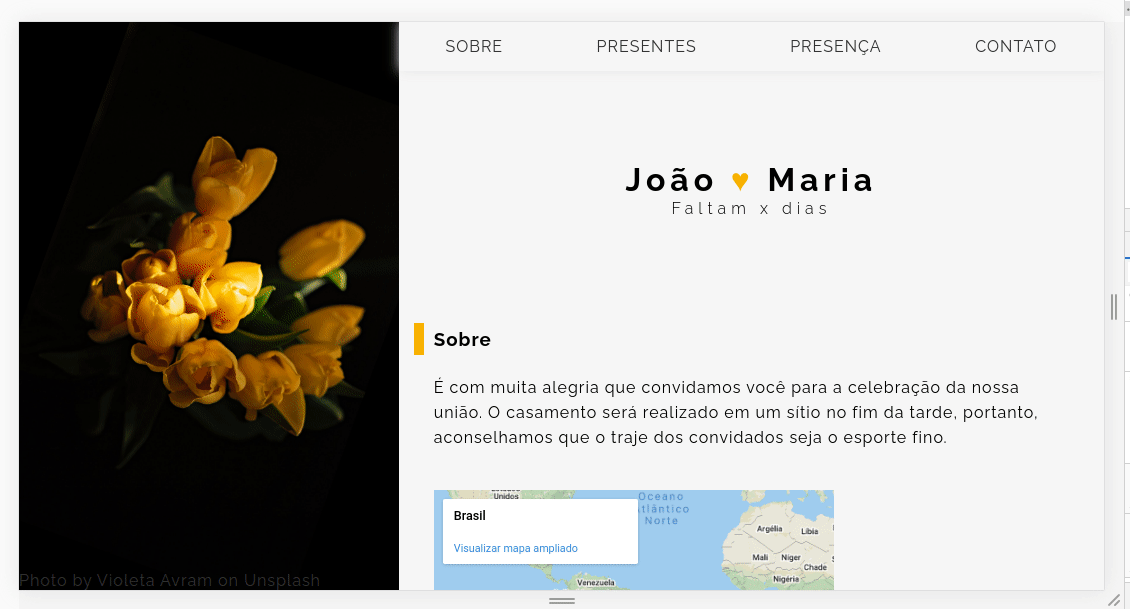 SOBRE PRESENTES PRESENÇA CONTATO
João ♥ Maria
Faltam x dias
Sobre
É com muita alegria que convidamos você para a celebração da nossa
união. O casamento será realizado em um sítio no fim da tarde, portanto,
aconselhamos que o traje dos convidados seja o esporte fino.
Unidos
Oceano
Atlântico
Norte
Brasil
Visualizar mapa ampliado
Argélia
Líbia
Mali
Níger
Chade
Nigéria
Venezuela
Photo by Violeta Avram on Unsplash